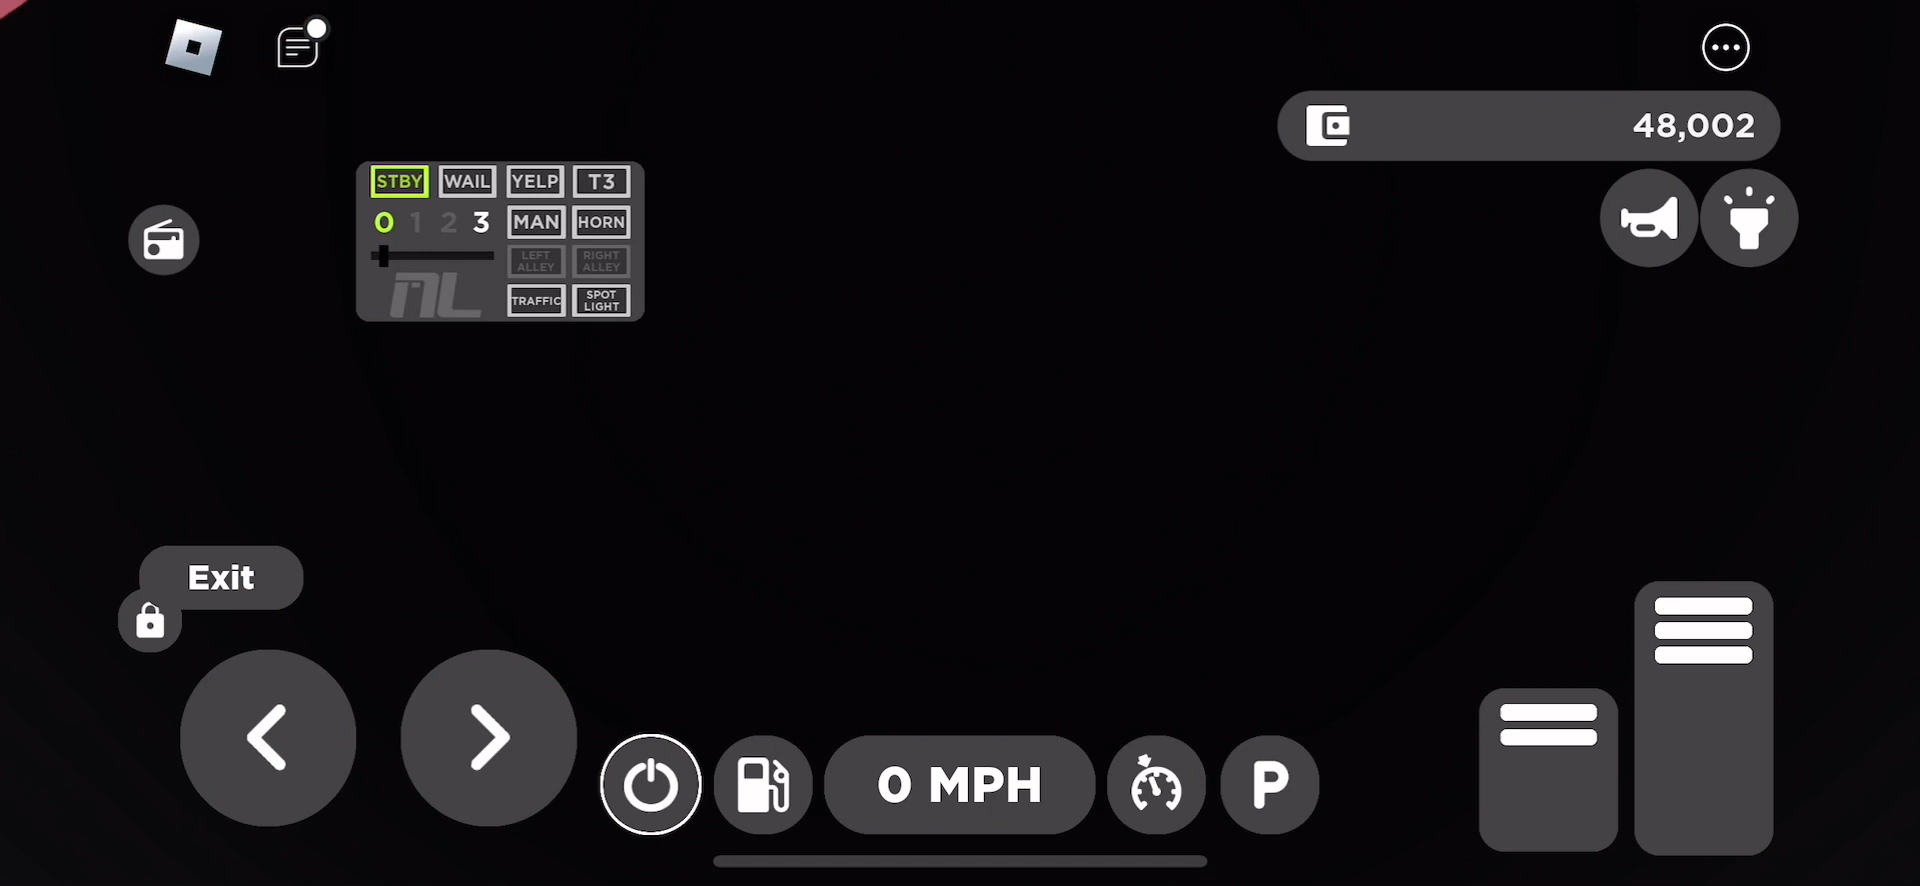 48,002
STBY WAIL YELP T3
0 1 2 3 MAN HORN
LEFT ALLEY RIGHT ALLEY
NL
TRAFFIC SPOT LIGHT
Exit
0 MPH
P